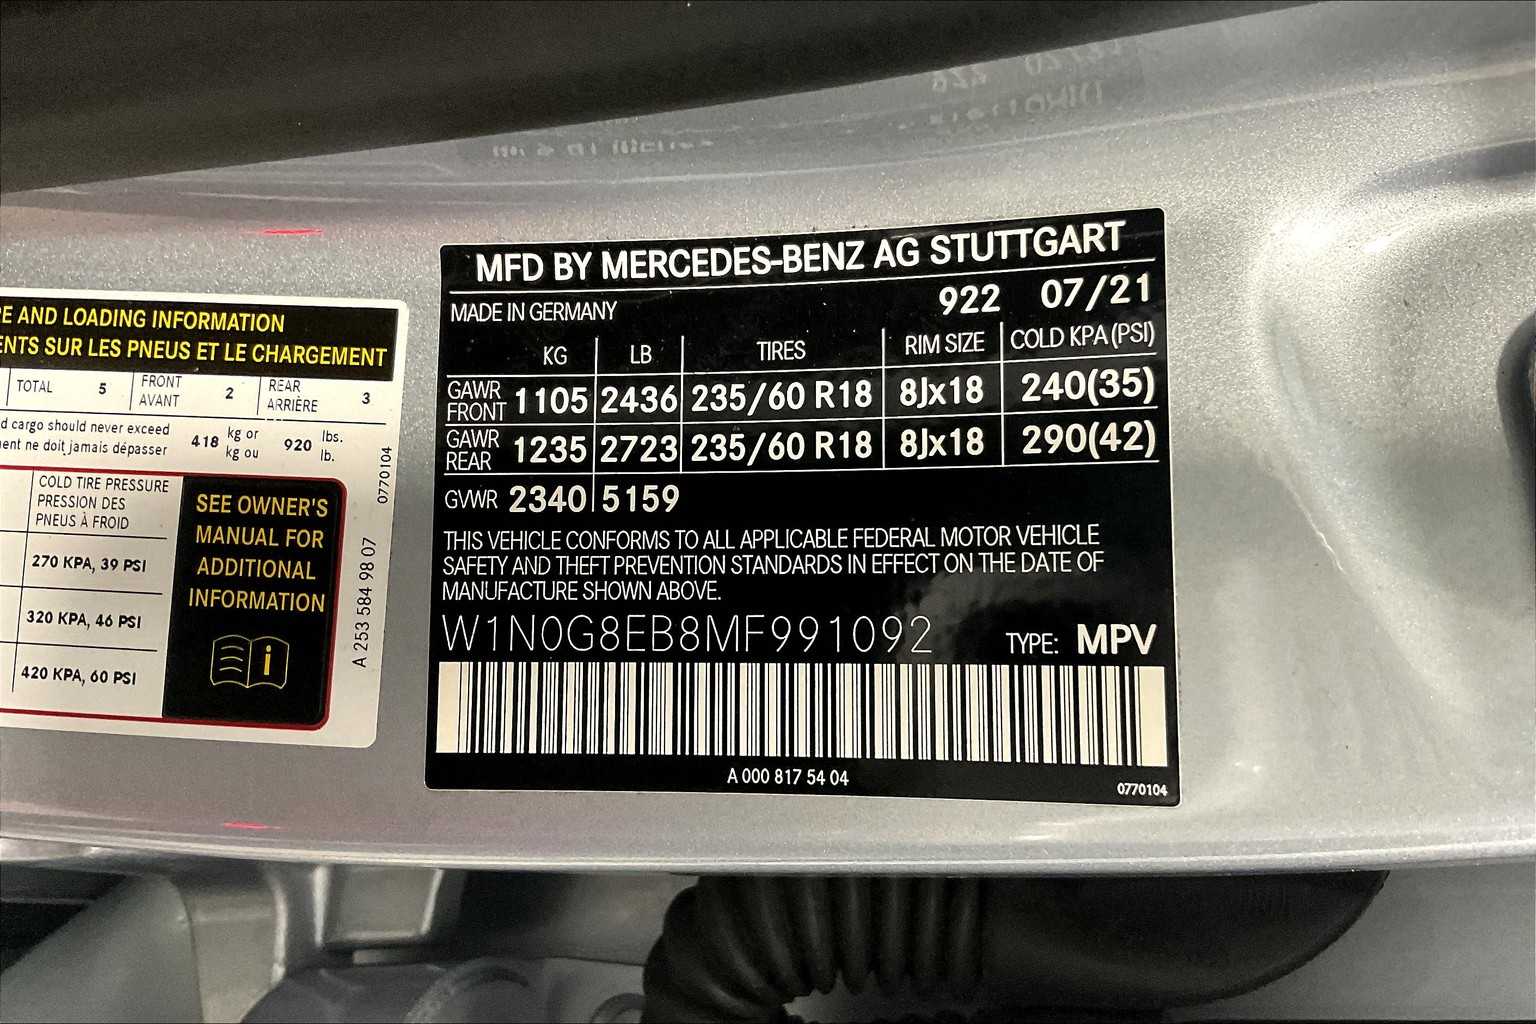 E AND LOADING INFORMATION
ENTS SUR LES PNEUS ET LE CHARGEMENT
TOTAL 5 FRONT AVANT 2 REAR ARRIÈRE 3
d cargo should never exceed
ent ne doit jamais dépasser
418 kg or kg ou 920 lbs. lb.
COLD TIRE PRESSURE
PRESSION DES
PNEUS À FROID
270 KPA, 39 PSI
320 KPA, 46 PSI
420 KPA, 60 PSI
SEE OWNER'S
MANUAL FOR
ADDITIONAL
INFORMATION
0770104
A 253 584 98 07
MFD BY MERCEDES-BENZ AG STUTTGART
MADE IN GERMANY 922 07/21
KG LB TIRES RIM SIZE COLD KPA (PSI)
GAWR FRONT 1105 2436 235/60 R18 8Jx18 240(35)
GAWR REAR 1235 2723 235/60 R18 8Jx18 290(42)
GVWR 2340 5159
THIS VEHICLE CONFORMS TO ALL APPLICABLE FEDERAL MOTOR VEHICLE
SAFETY AND THEFT PREVENTION STANDARDS IN EFFECT ON THE DATE OF
MANUFACTURE SHOWN ABOVE.
W1N0G8EB8MF991092 TYPE: MPV
A 000 817 54 04
0770104